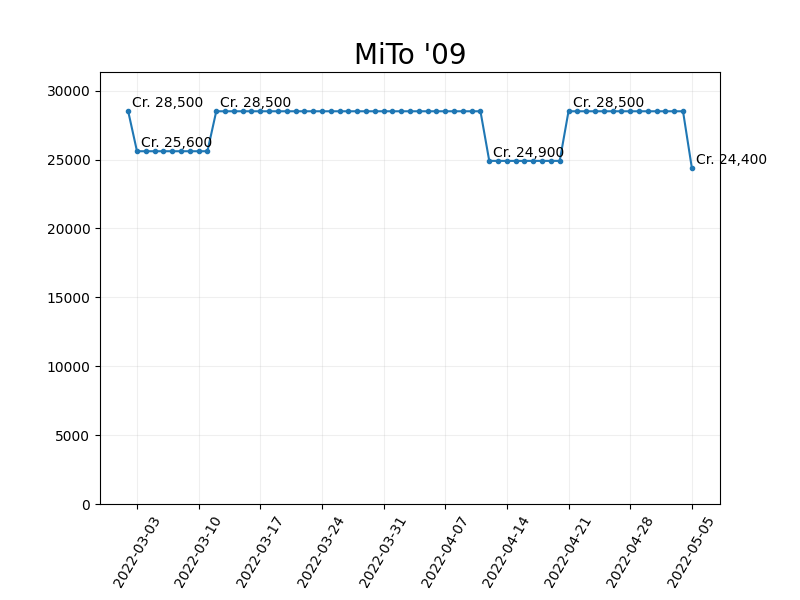 MiTo '09
30000
25000
20000
15000
10000
5000
0
Cr. 28,500
Cr. 25,600
Cr. 28,500
Cr. 24,900
Cr. 28,500
Cr. 24,400
2022-03-03
2022-03-10
2022-03-17
2022-03-24
2022-03-31
2022-04-07
2022-04-14
2022-04-21
2022-04-28
2022-05-05